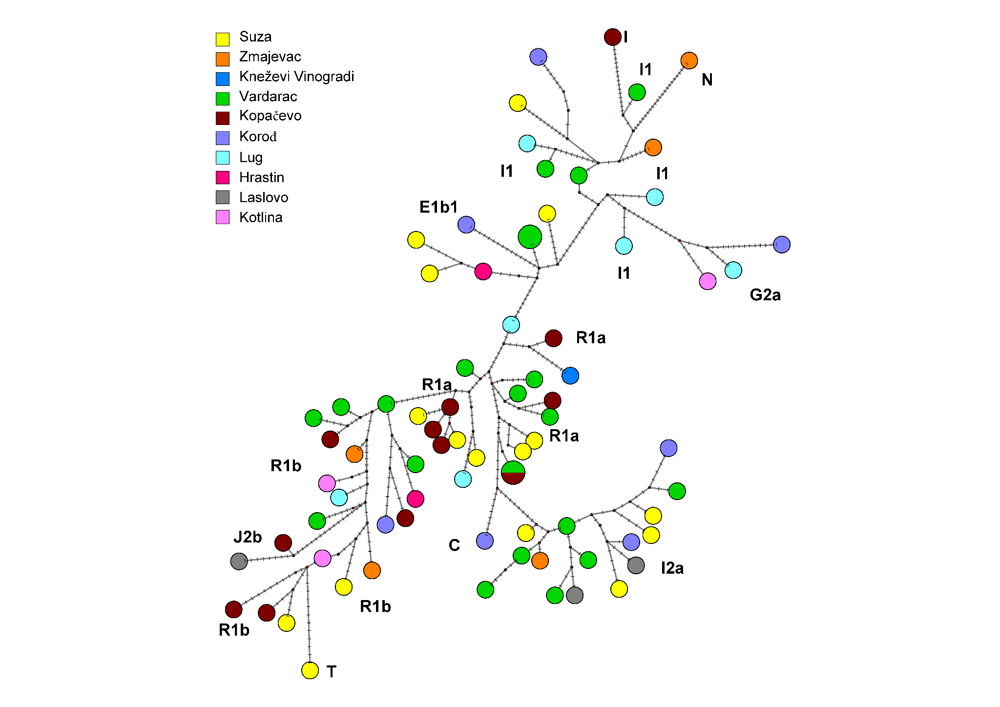 Suza
Zmajevac
Kneževi Vinogradi
Vardarac
Kopačevo
Korođ
Lug
Hrastin
Laslovo
Kotlina
I
I1
N
I1
I1
E1b1
I1
G2a
R1a
R1a
R1a
R1b
J2b
C
I2a
R1b
R1b
T